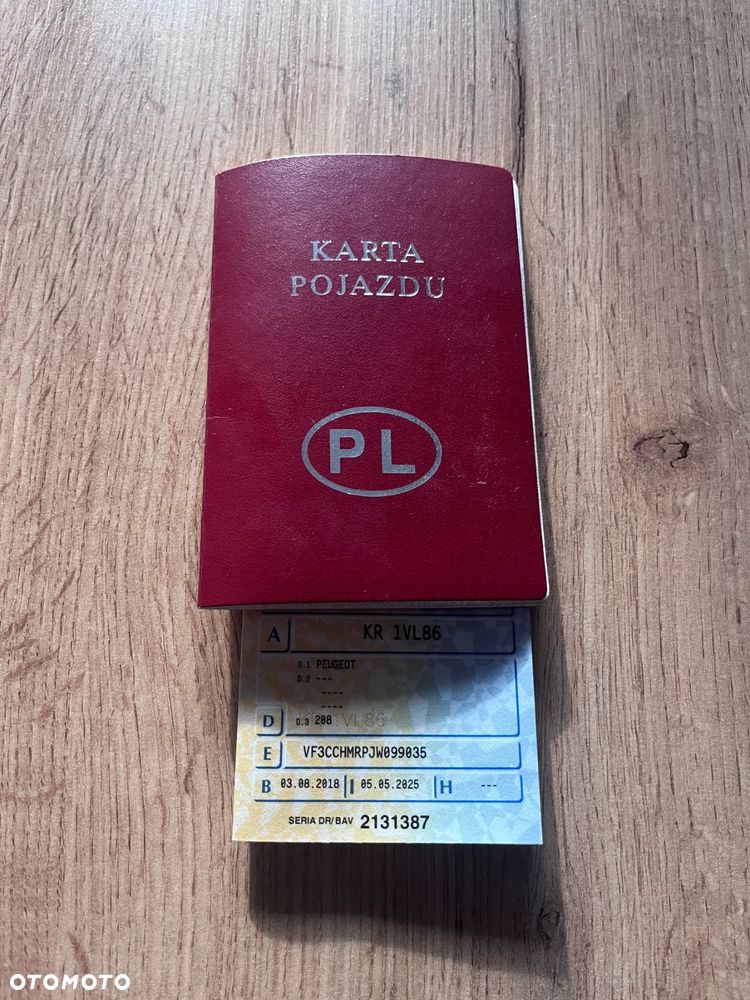 KARTA
POJAZDU
PL
A KR 1VL86
D.1 PEUGEOT
D.2 ---
----
----
D D.3 208 1VL86
E VF3CCHMRPJW099035
B 03.08.2018 I 05.05.2025 H ---
SERIA DR/BAV 2131387
OTOMOTO